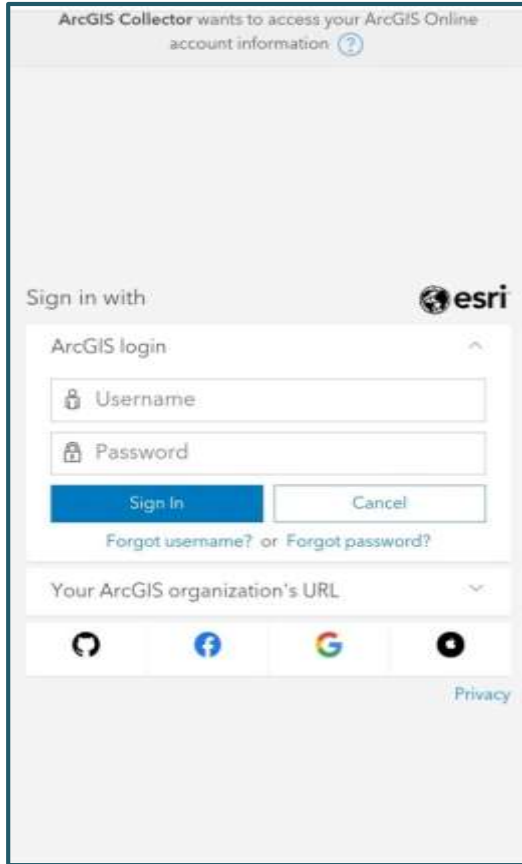 ArcGIS Collector wants to access your ArcGIS Online
account information ?
Sign in with
esri
ArcGIS login
Username
Password
Sign In
Cancel
Forgot username? or Forgot password?
Your ArcGIS organization's URL
G
Privacy